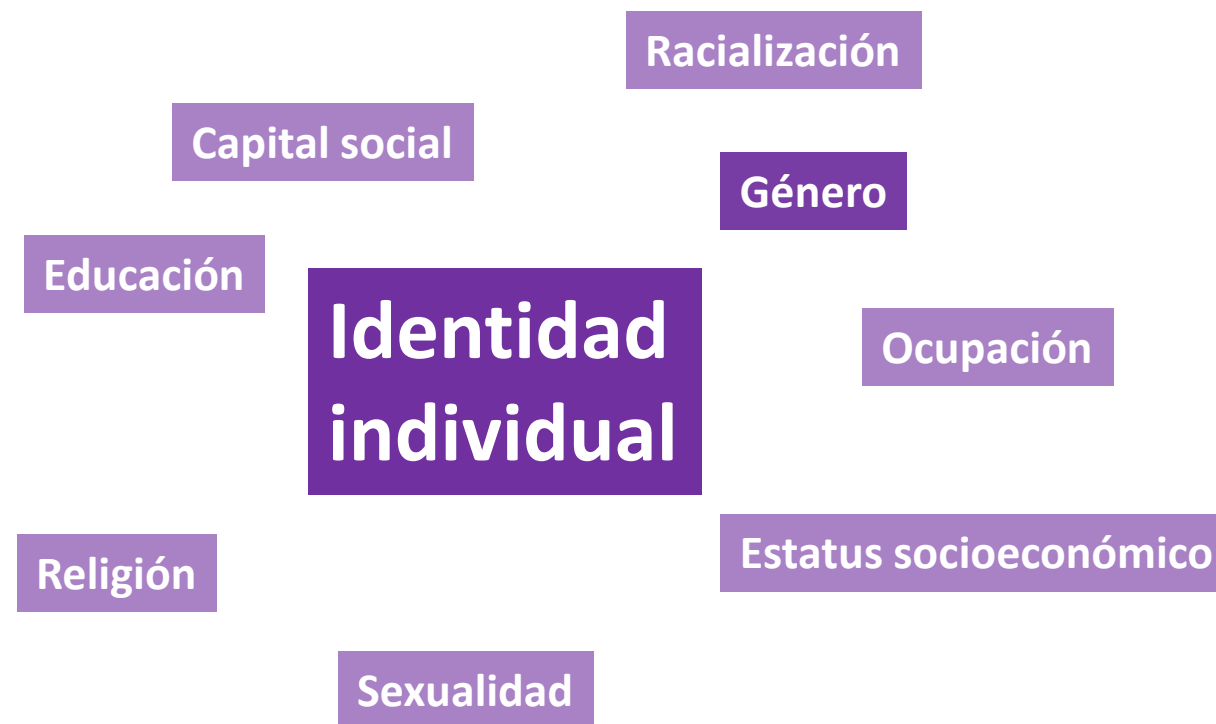 Racialización
Capital social
Género
Educación
Identidad
individual
Ocupación
Estatus socioeconómico
Religión
Sexualidad